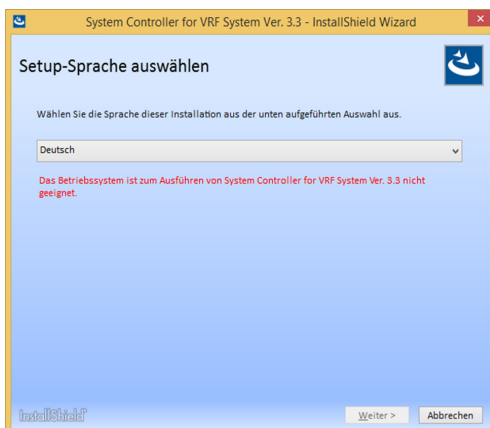 System Controller for VRF System Ver. 3.3 - InstallShield Wizard
Setup-Sprache auswählen
Wählen Sie die Sprache dieser Installation aus der unten aufgeführten Auswahl aus.
Deutsch
Das Betriebssystem ist zum Ausführen von System Controller for VRF System Ver. 3.3 nicht
geeignet.
InstallShield
Weiter > Abbrechen